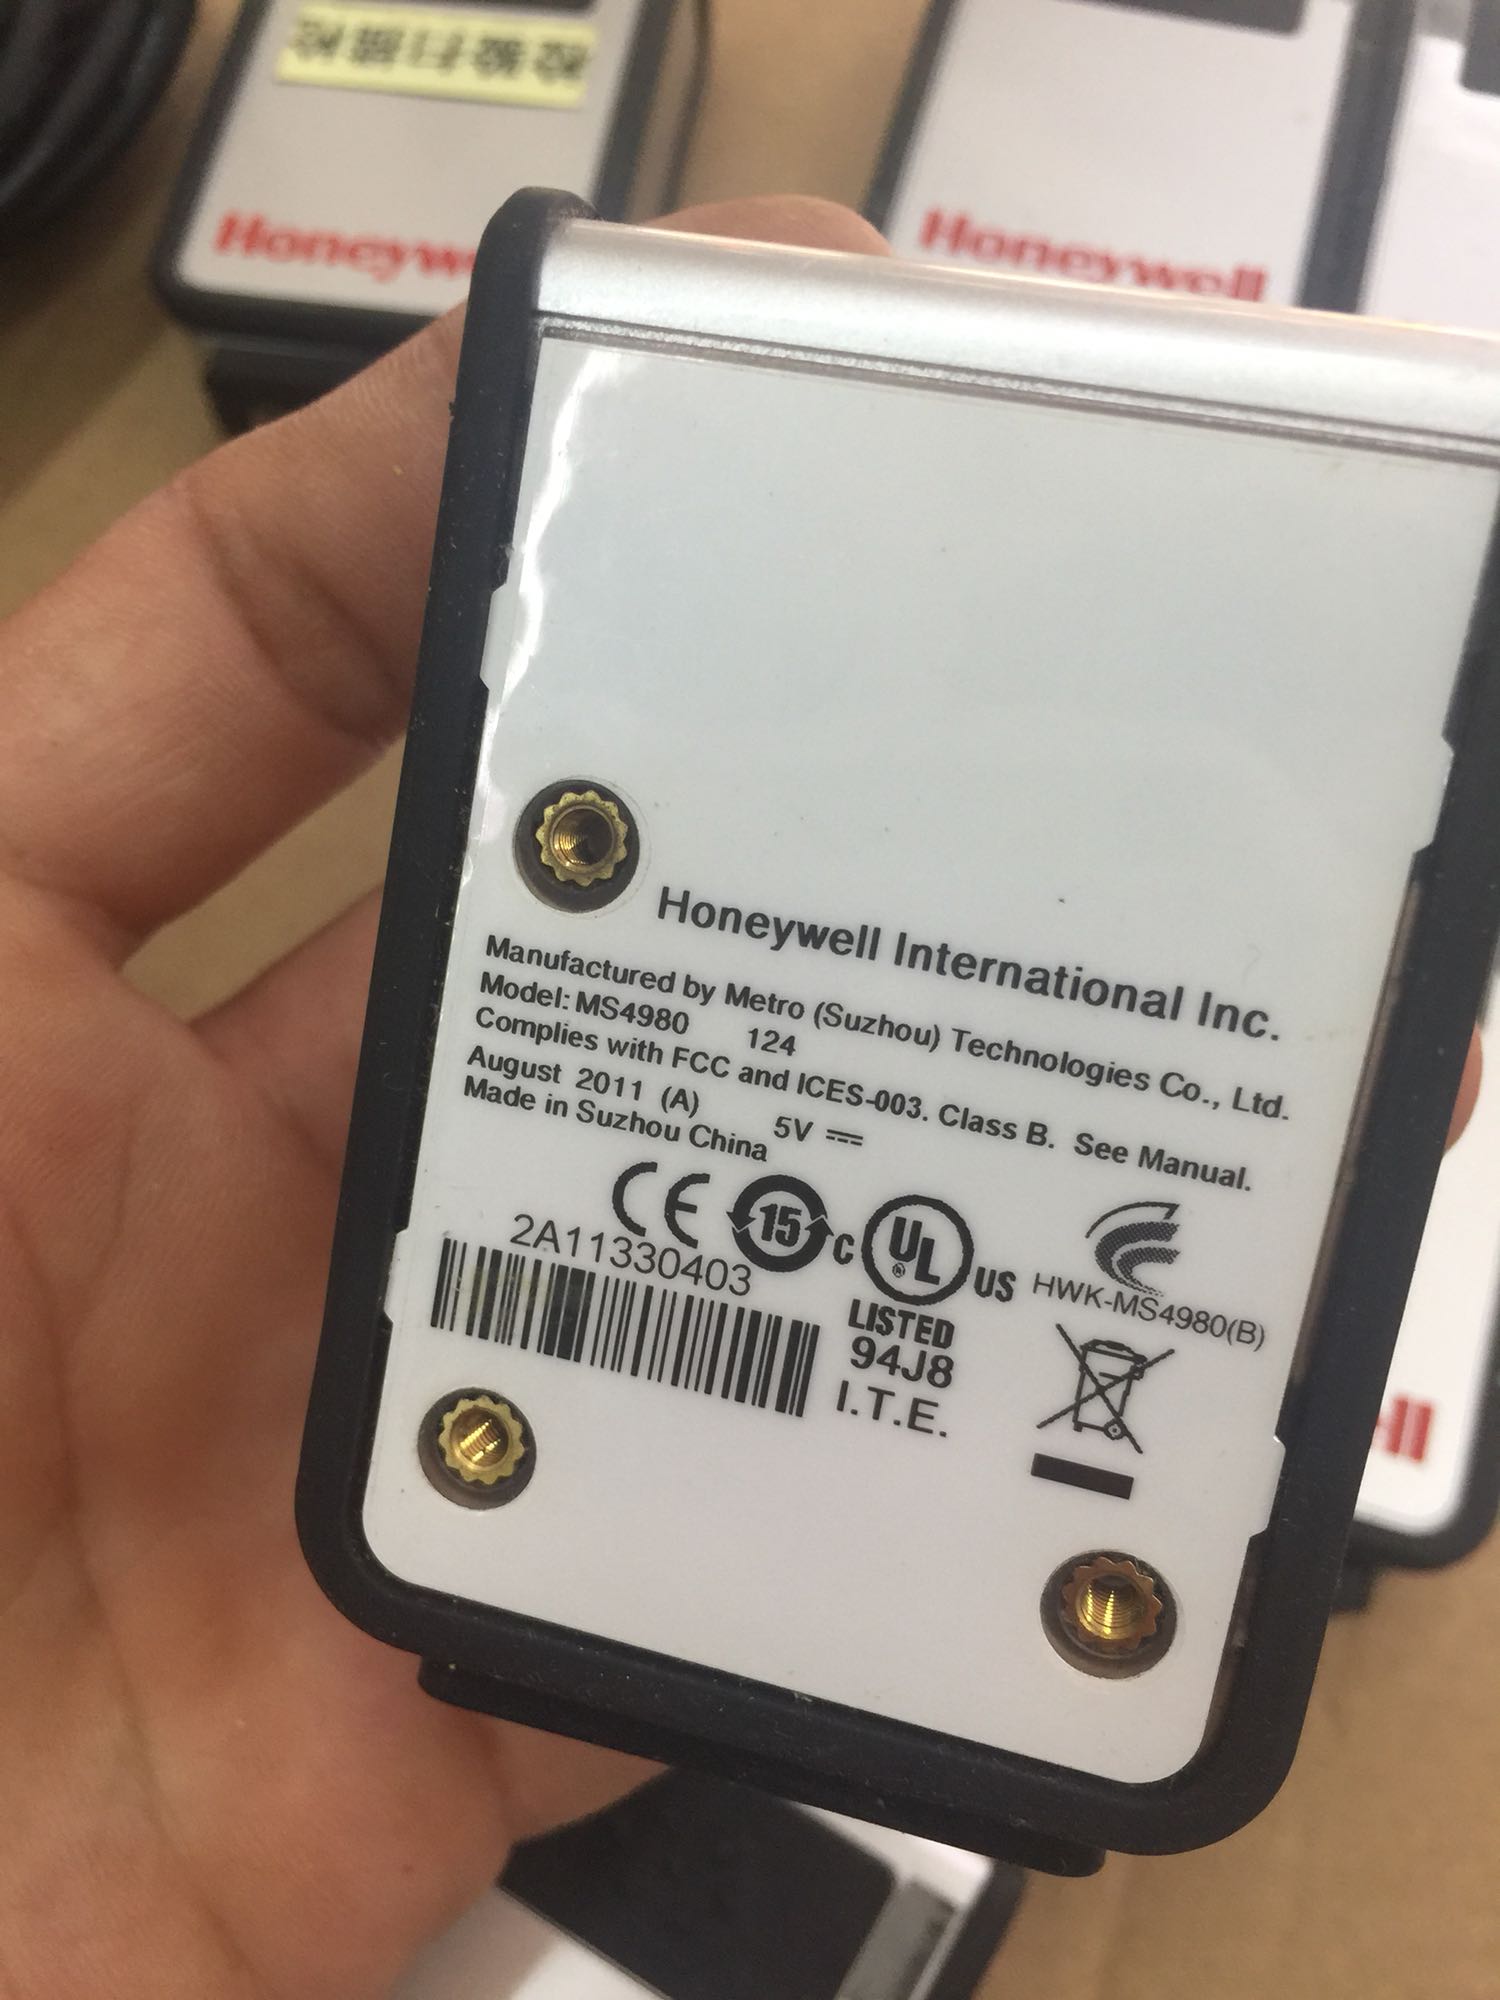 Honeywell
Honeywell
Honeywell International Inc.
Manufactured by Metro (Suzhou) Technologies Co., Ltd.
Model: MS4980 124
Complies with FCC and ICES-003. Class B. See Manual.
August 2011 (A) 5V
Made in Suzhou China
CE 15 C UL ® US
2A11330403
HWK-MS4980(B)
LISTED
94J8
I.T.E.
ll